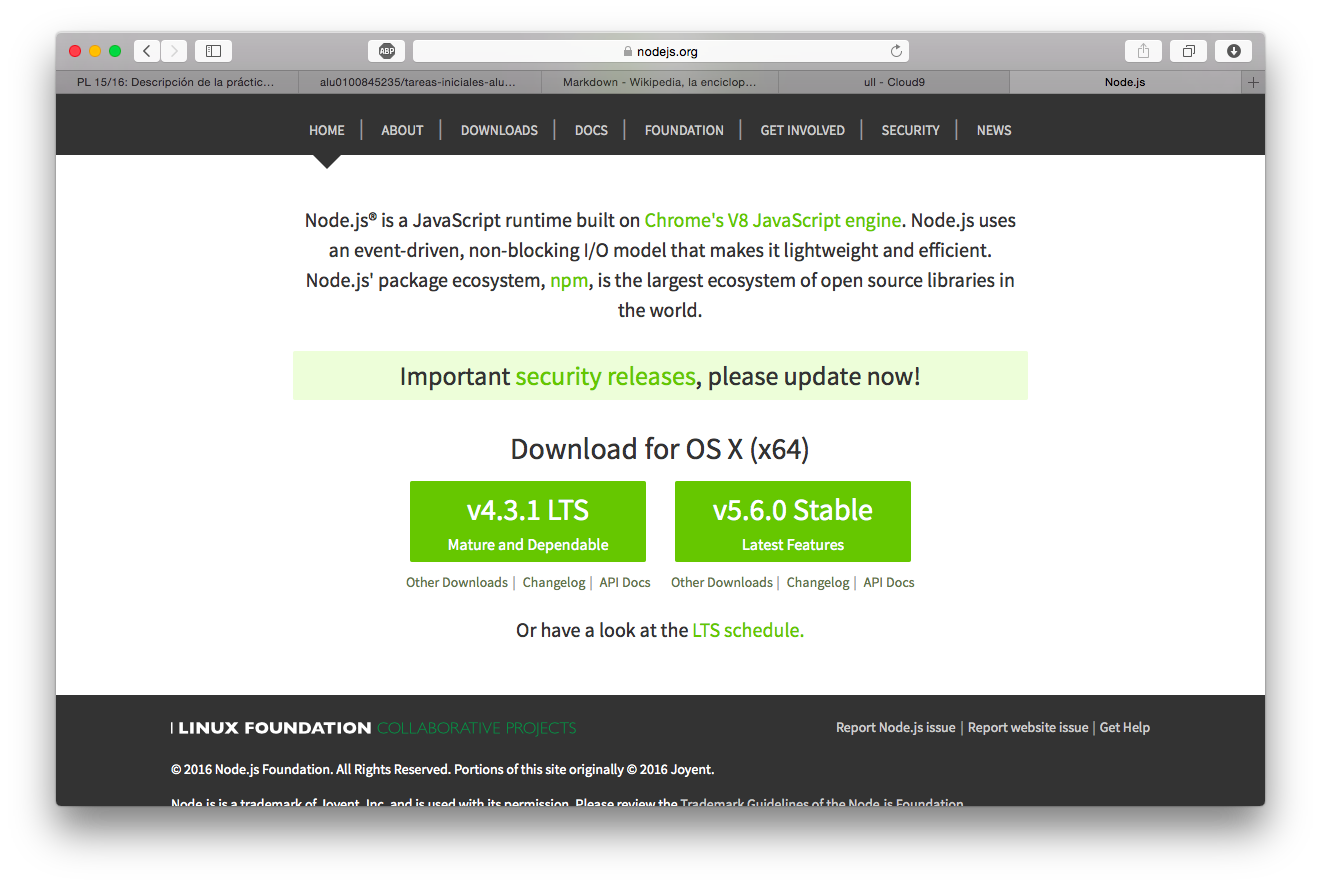 ABP
nodejs.org
PL 15/16: Descripción de la práctic...
alu0100845235/tareas-iniciales-alu...
Markdown - Wikipedia, la enciclop...
ull - Cloud9
Node.js
HOME | ABOUT | DOWNLOADS | DOCS | FOUNDATION | GET INVOLVED | SECURITY | NEWS
Node.js® is a JavaScript runtime built on Chrome's V8 JavaScript engine. Node.js uses
an event-driven, non-blocking I/O model that makes it lightweight and efficient.
Node.js' package ecosystem, npm, is the largest ecosystem of open source libraries in
the world.
Important security releases, please update now!
Download for OS X (x64)
v4.3.1 LTS
Mature and Dependable
Other Downloads | Changelog | API Docs
v5.6.0 Stable
Latest Features
Other Downloads | Changelog | API Docs
Or have a look at the LTS schedule.
LINUX FOUNDATION COLLABORATIVE PROJECTS
Report Node.js issue | Report website issue | Get Help
© 2016 Node.js Foundation. All Rights Reserved. Portions of this site originally © 2016 Joyent.
Node.js is a trademark of Joyent, Inc. and is used with its permission. Please review the Trademark Guidelines of the Node.js Foundation.